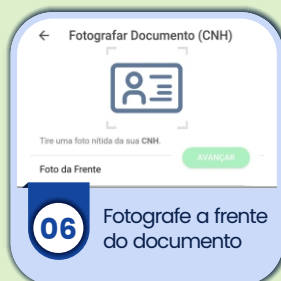 ← Fotografar Documento (CNH)
Tire uma foto nítida da sua CNH.
AVANÇAR
Foto da Frente
06
Fotografe a frente
do documento